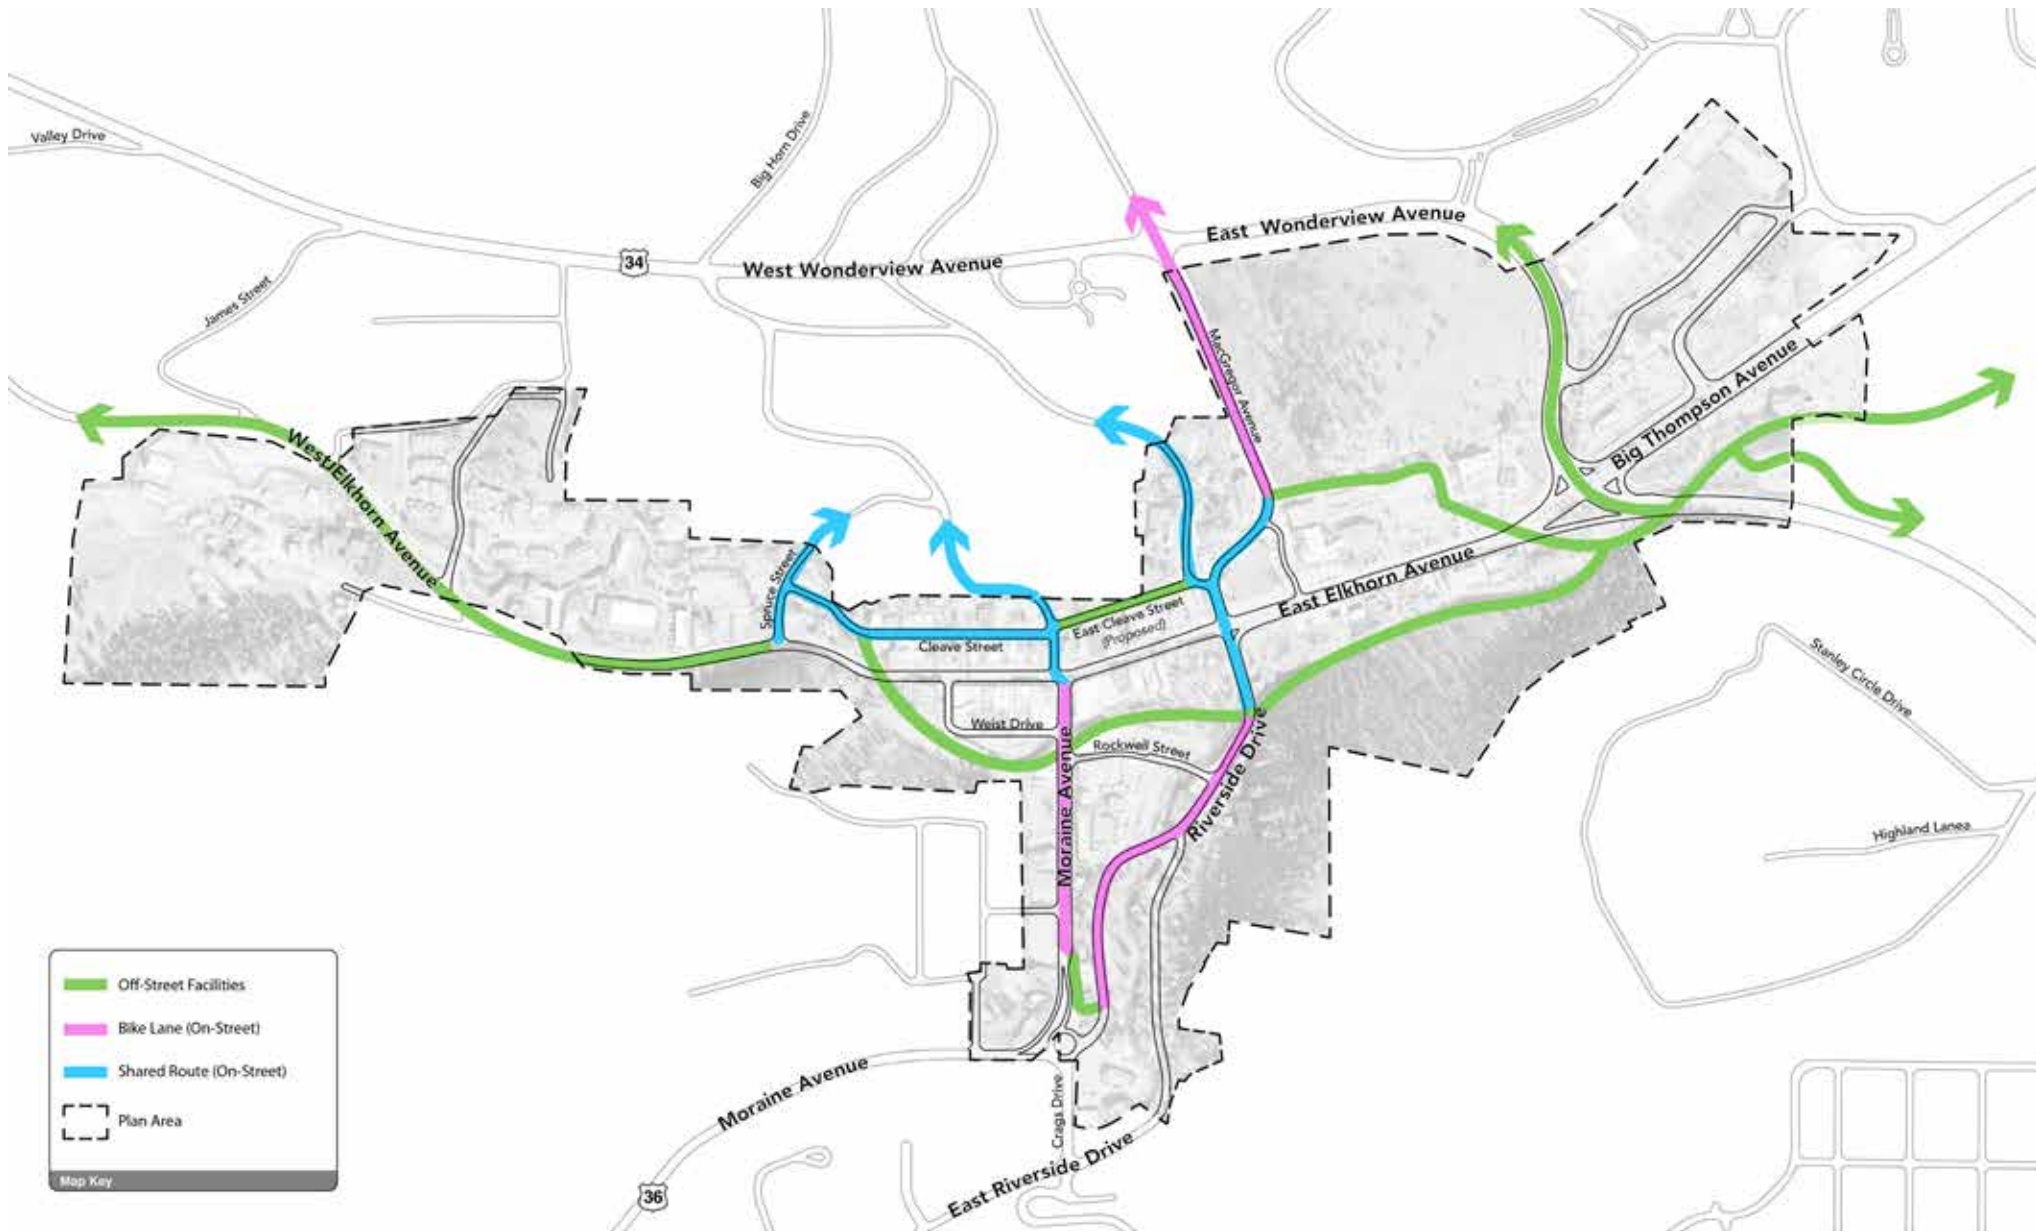 Valley Drive
Big Horn Drive
East Wonderview Avenue
34
West Wonderview Avenue
James Street
MacGregor Avenue
Big Thompson Avenue
West Elkhorn Avenue
Spruce Street
East Elkhorn Avenue
East Cleave Street
(Proposed)
Cleave Street
Stanley Circle Drive
Weist Drive
Rockwell Street
Moraine Avenue
Riverside Drive
Highland Lanea
Off-Street Facilities
Bike Lane (On-Street)
Shared Route (On-Street)
Plan Area
Map Key
Moraine Avenue
Craga Drive
East Riverside Drive
36